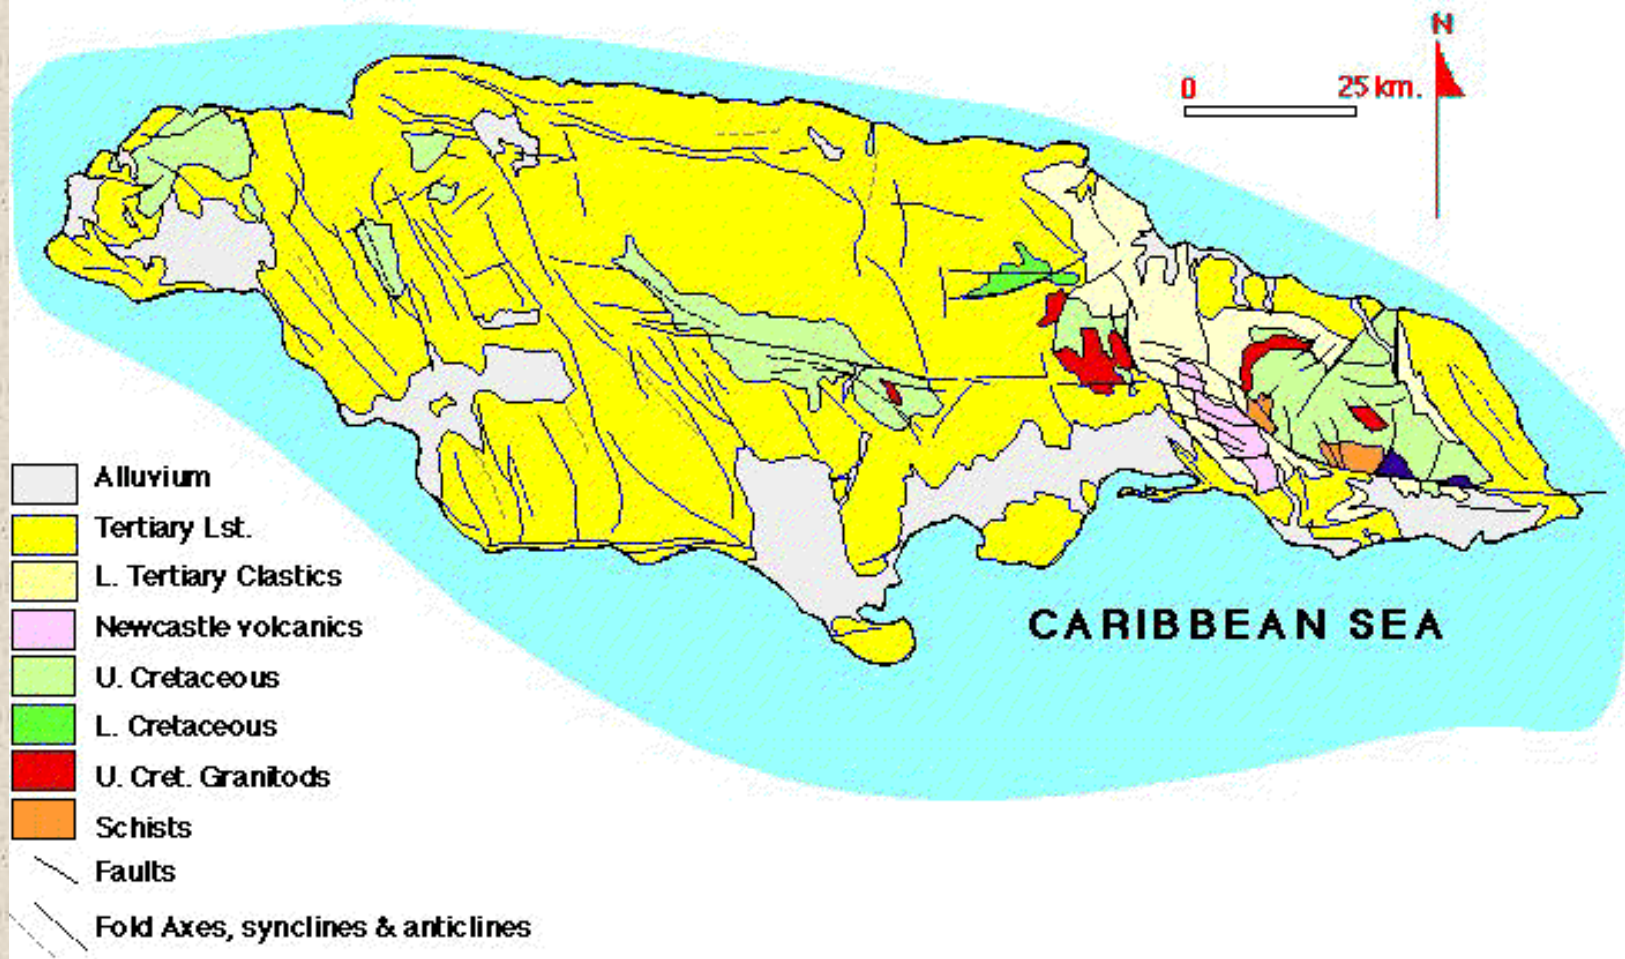 N
0 25 km.
CARIBBEAN SEA
Alluvium
Tertiary Lst.
L. Tertiary Clastics
Newcastle volcanics
U. Cretaceous
L. Cretaceous
U. Cret. Granitods
Schists
Faults
Fold Axes, synclines & anticlines